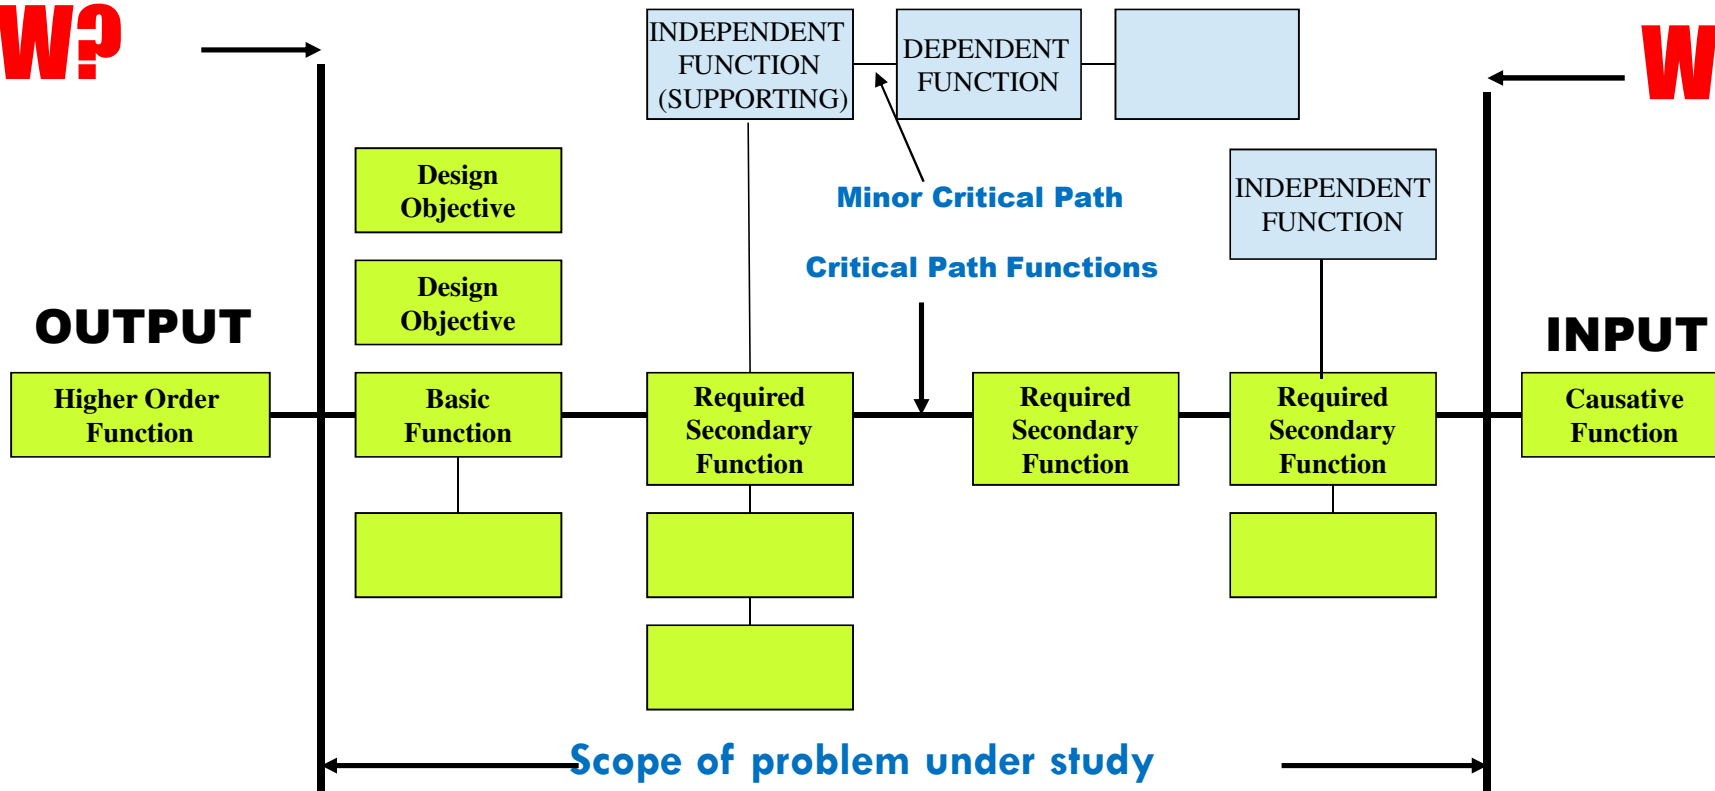 W?
W
INDEPENDENT
FUNCTION
(SUPPORTING)
DEPENDENT
FUNCTION
Design
Objective
Minor Critical Path
INDEPENDENT
FUNCTION
Design
Objective
Critical Path Functions
OUTPUT
INPUT
Higher Order
Function
Basic
Function
Required
Secondary
Function
Required
Secondary
Function
Required
Secondary
Function
Causative
Function
Scope of problem under study